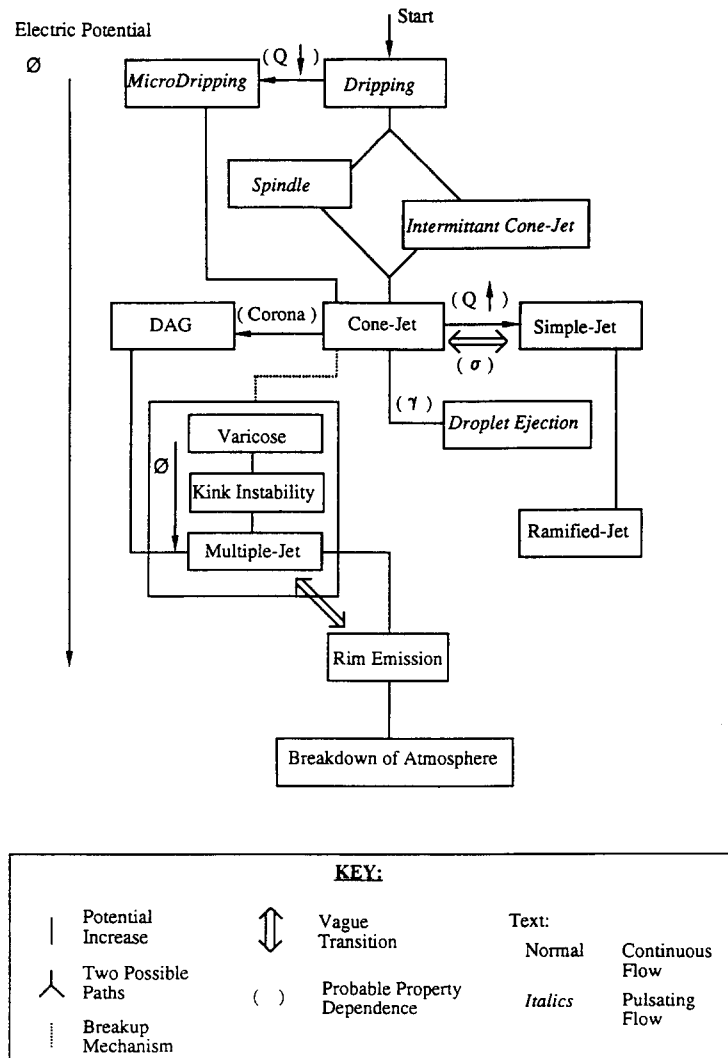 Electric Potential
Ø
Start
MicroDripping
( Q ↓ )
Dripping
Spindle
Intermittant Cone-Jet
DAG
( Corona )
Cone-Jet
( Q ↑ )
( σ )
Simple-Jet
( γ )
Droplet Ejection
Ø
Varicose
Kink Instability
Multiple-Jet
Ramified-Jet
Rim Emission
Breakdown of Atmosphere
KEY:
Potential
Increase
Two Possible
Paths
Breakup
Mechanism
Vague
Transition
( ) Probable Property
Dependence
Text:
Normal Continuous
Flow
Italics Pulsating
Flow